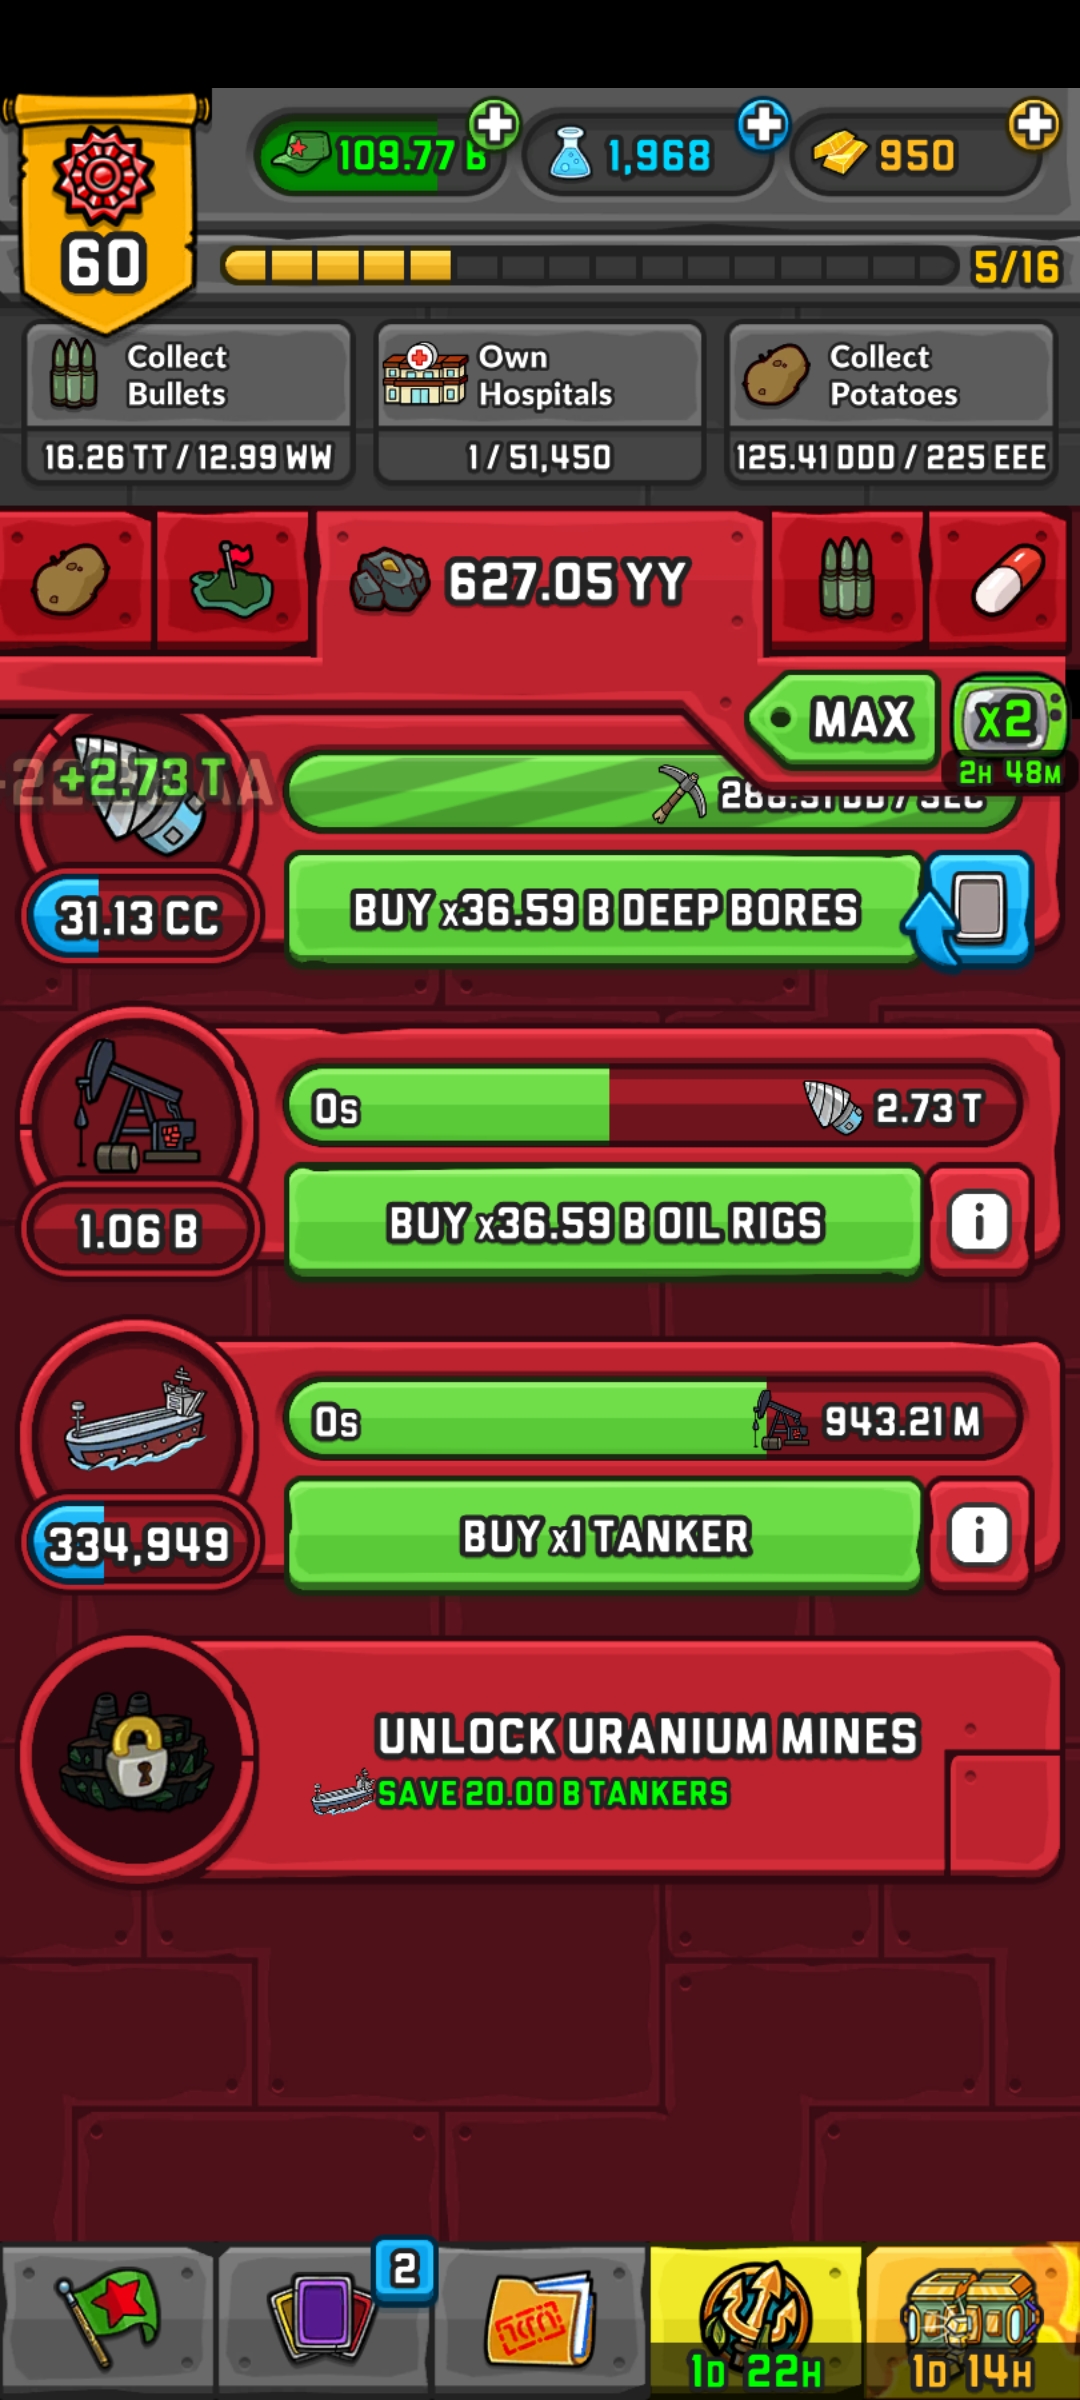 109.77 B
1,968
950
60
5/16
Collect
Bullets
16.26 TT / 12.99 WW
Own
Hospitals
1 / 51,450
Collect
Potatoes
125.41 DDD / 225 EEE
627.05 YY
MAX
x2
2H 48M
+2.73 T
31.13 CC
BUY x36.59 B DEEP BORES
0s
2.73 T
1.06 B
BUY x36.59 B OIL RIGS
i
0s
943.21 M
334,949
BUY x1 TANKER
i
UNLOCK URANIUM MINES
SAVE 20.00 B TANKERS
2
1D 22H
1D 14H